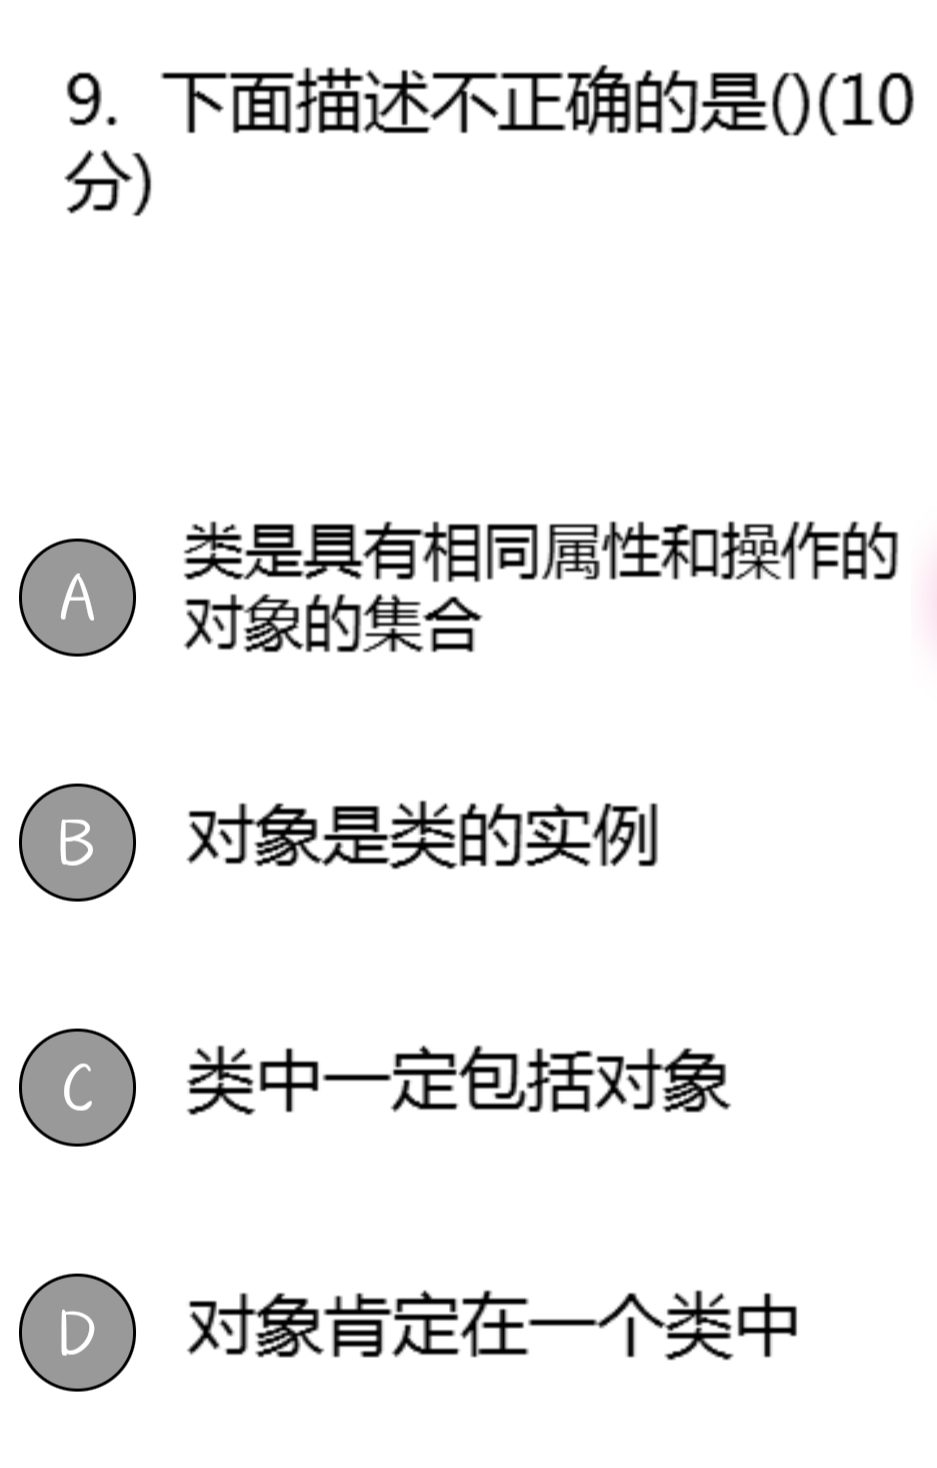 9. 下面描述不正确的是()(10
分)
A
类是具有相同属性和操作的
对象的集合
B
对象是类的实例
C
类中一定包括对象
D
对象肯定在一个类中